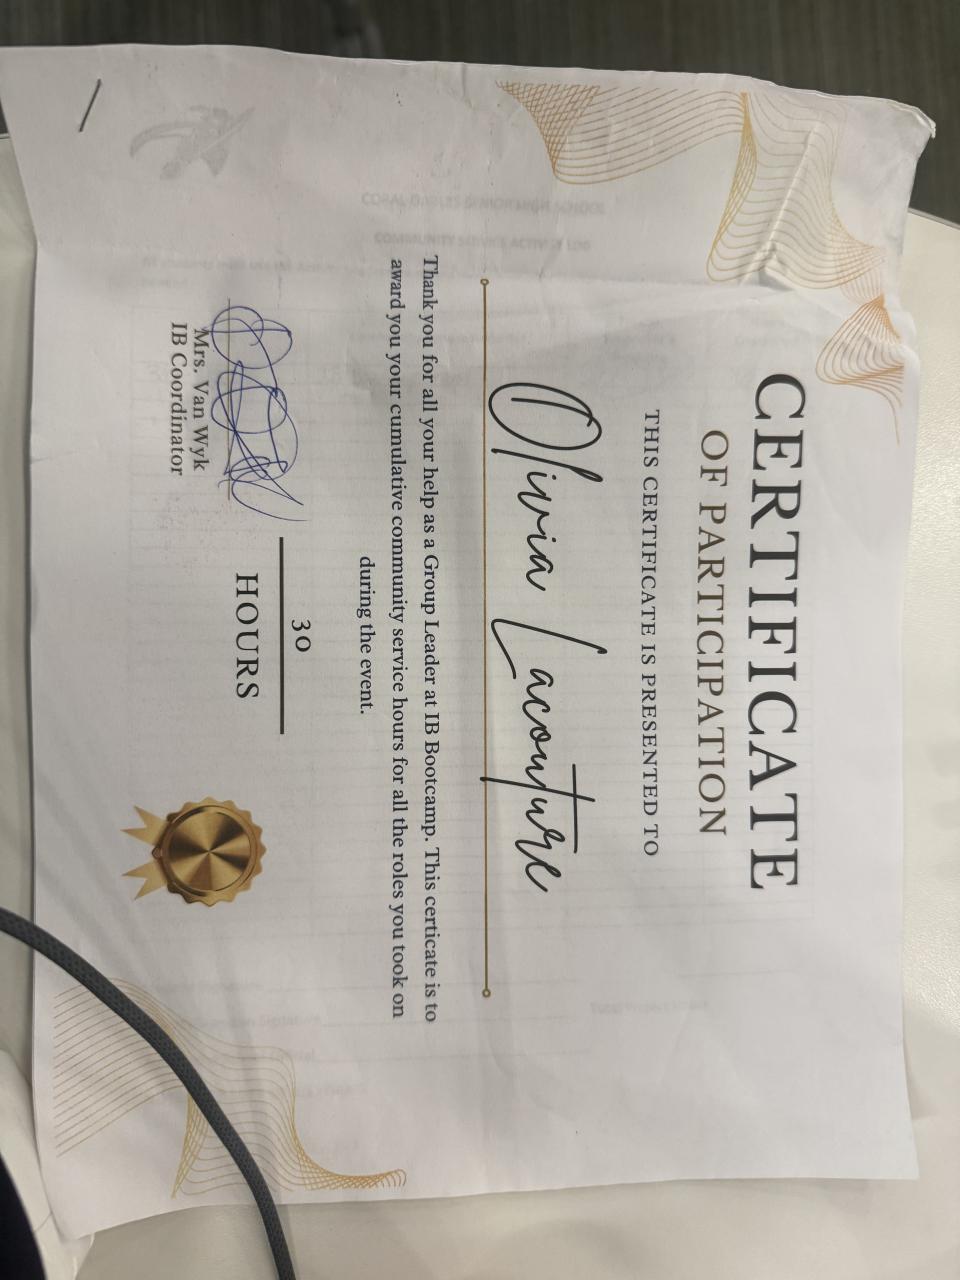 CERTIFICATE
OF PARTICIPATION
THIS CERTIFICATE IS PRESENTED TO
Olivia Lacouture
Thank you for all your help as a Group Leader at IB Bootcamp. This certicate is to
award you your cumulative community service hours for all the roles you took on
during the event.
30
HOURS
Mrs. Van Wyk
IB Coordinator
CORAL GABLES SENIOR HIGH SCHOOL
COMMUNITY SERVICE ACTIVITY LOG